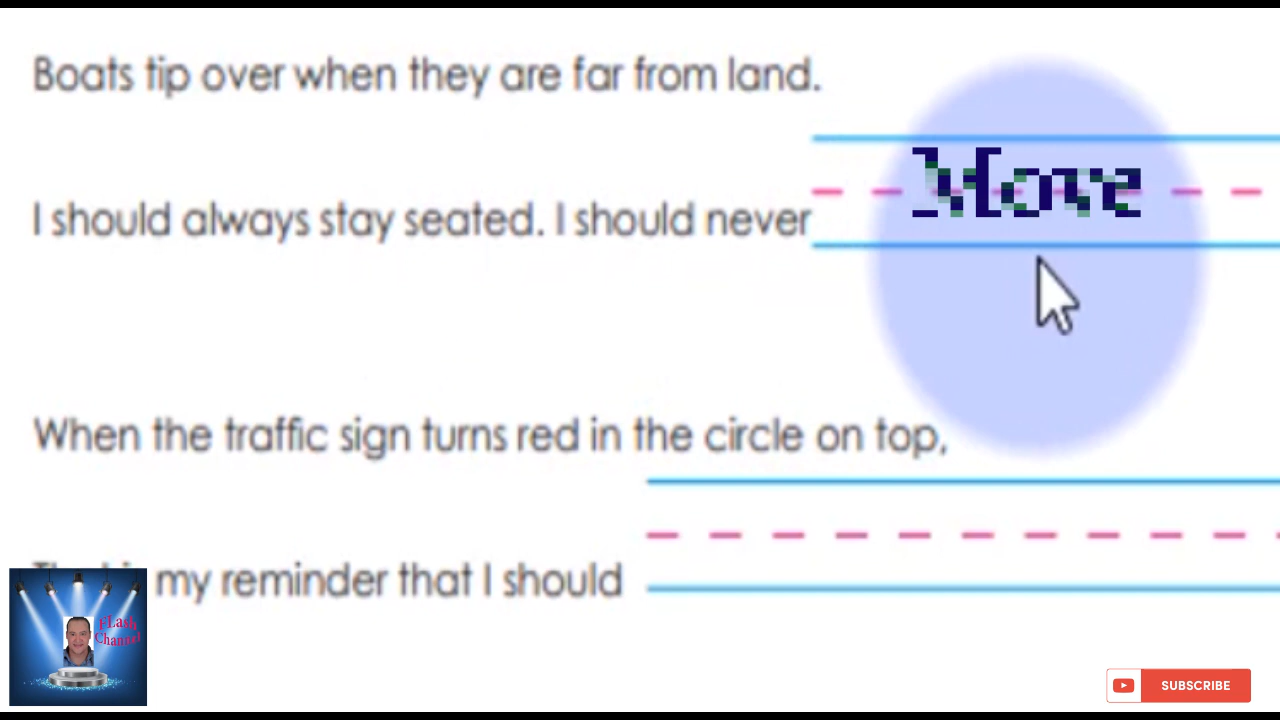 Boats tip over when they are far from land.
I should always stay seated. I should never Move
When the traffic sign turns red in the circle on top,
my reminder that I should
FLash
Channel
SUBSCRIBE